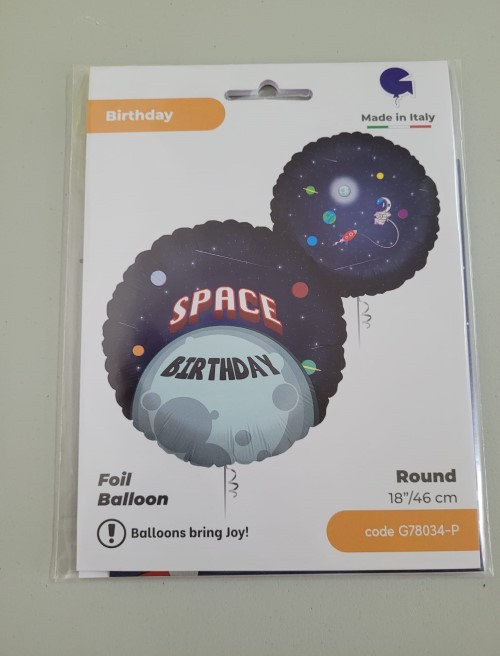 Birthday
Made in Italy
SPACE
BIRTHDAY
Foil
Balloon
Round
18"/46 cm
Balloons bring Joy!
code G78034-P